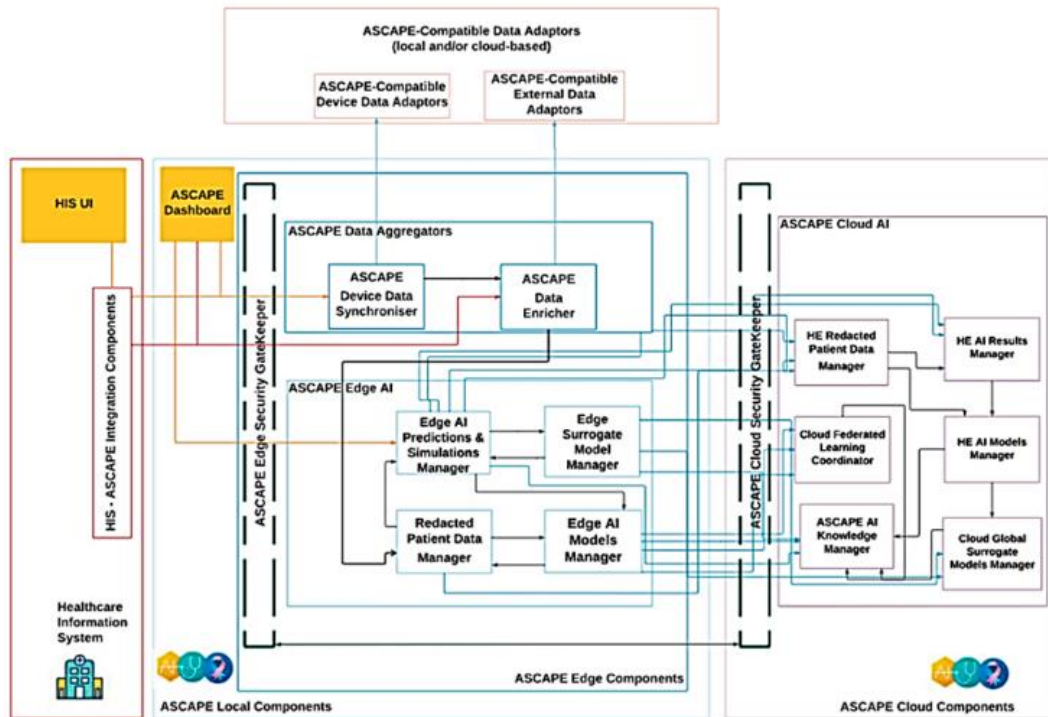 ASCAPE-Compatible Data Adaptors
(local and/or cloud-based)
ASCAPE-Compatible
Device Data Adaptors
ASCAPE-Compatible
External Data
Adaptors
HIS UI
HIS - ASCAPE Integration Components
Healthcare
Information
System
ASCAPE
Dashboard
ASCAPE Edge Security GateKeeper
ASCAPE Data Aggregators
ASCAPE
Device Data
Synchroniser
ASCAPE
Data
Enricher
ASCAPE Edge AI
Edge AI
Predictions &
Simulations
Manager
Edge
Surrogate
Model
Manager
Redacted
Patient Data
Manager
Edge AI
Models
Manager
ASCAPE Edge Components
ASCAPE Local Components
ASCAPE Cloud Security GateKeeper
ASCAPE Cloud AI
HE Redacted
Patient Data
Manager
HE AI Results
Manager
Cloud Federated
Learning
Coordinator
HE AI Models
Manager
ASCAPE AI
Knowledge
Manager
Cloud Global
Surrogate
Models Manager
ASCAPE Cloud Components